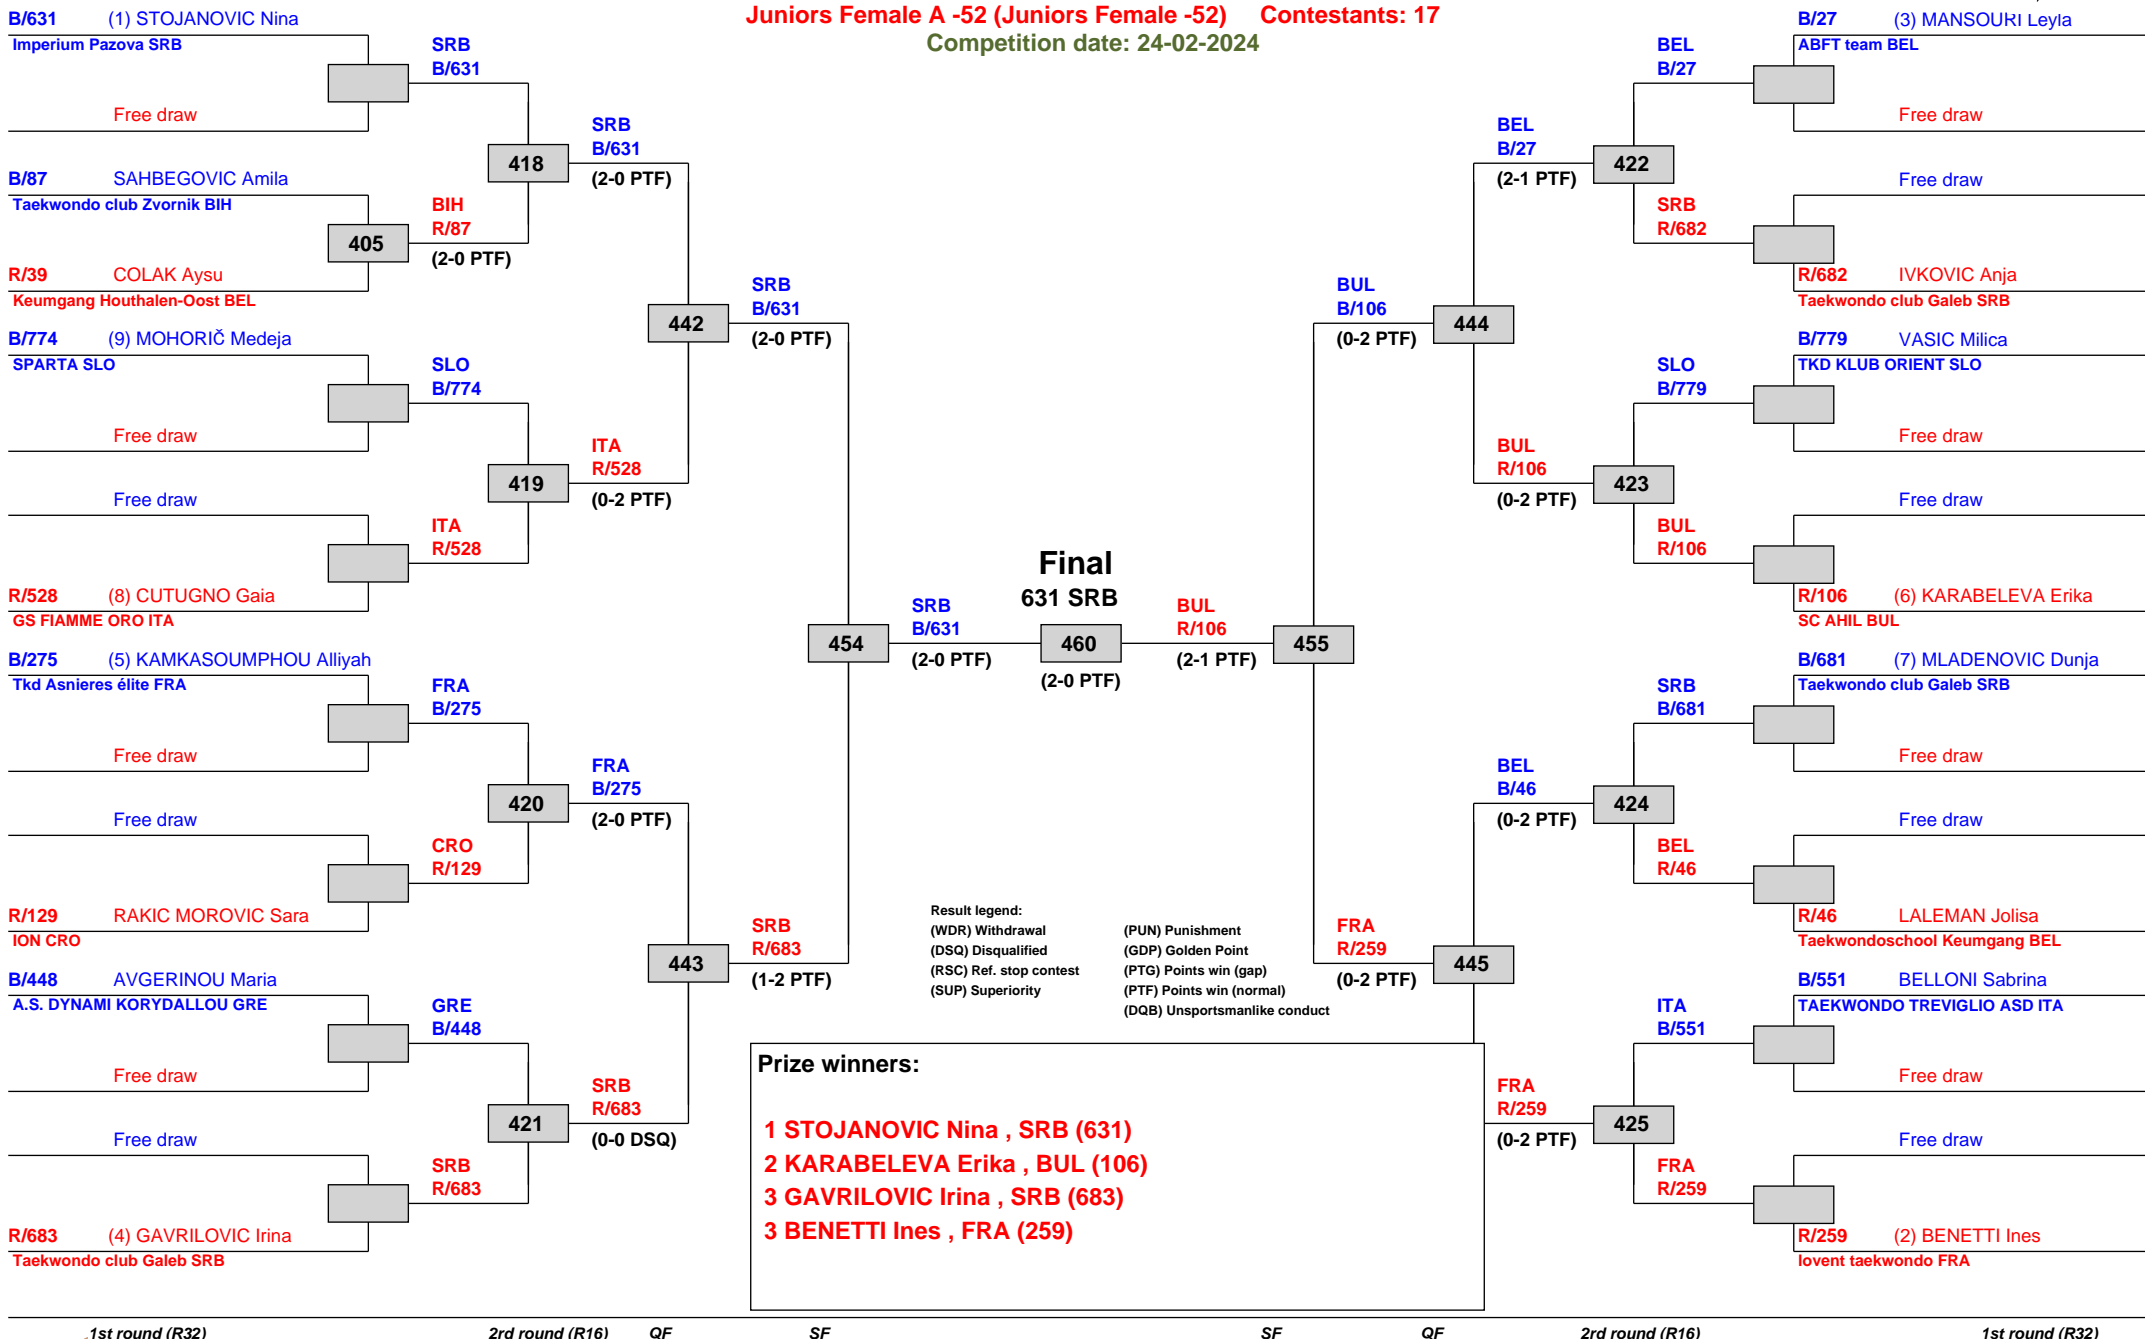 Juniors Female A -52 (Juniors Female -52) Contestants: 17
Competition date: 24-02-2024
B/631 (1) STOJANOVIC Nina
Imperium Pazova SRB
Free draw
B/87 SAHBEGOVIC Amila
Taekwondo club Zvornik BIH
R/39 COLAK Aysu
Keumgang Houthalen-Oost BEL
B/774 (9) MOHORIČ Medeja
SPARTA SLO
Free draw
Free draw
R/528 (8) CUTUGNO Gaia
GS FIAMME ORO ITA
B/275 (5) KAMKASOUMPHOU Alliyah
Tkd Asnieres élite FRA
Free draw
Free draw
R/129 RAKIC MOROVIC Sara
ION CRO
B/448 AVGERINOU Maria
A.S. DYNAMI KORYDALLOU GRE
Free draw
Free draw
R/683 (4) GAVRILOVIC Irina
Taekwondo club Galeb SRB
405
SRB
B/631
BIH
R/87
(2-0 PTF)
SLO
B/774
ITA
R/528
FRA
B/275
CRO
R/129
GRE
B/448
SRB
R/683
418
419
420
421
SRB
B/631
(2-0 PTF)
ITA
R/528
(0-2 PTF)
FRA
B/275
(2-0 PTF)
SRB
R/683
(0-0 DSQ)
442
443
SRB
B/631
(2-0 PTF)
SRB
R/683
(1-2 PTF)
454
SRB
B/631
(2-0 PTF)
Final
631 SRB
460
(2-0 PTF)
BUL
R/106
(2-1 PTF)
455
BUL
B/106
(0-2 PTF)
FRA
R/259
(0-2 PTF)
444
445
BEL
B/27
(2-1 PTF)
BUL
R/106
(0-2 PTF)
BEL
B/46
(0-2 PTF)
FRA
R/259
(0-2 PTF)
422
423
424
425
BEL
B/27
SRB
R/682
SLO
B/779
BUL
R/106
SRB
B/681
BEL
R/46
ITA
B/551
FRA
R/259
B/27 (3) MANSOURI Leyla
ABFT team BEL
Free draw
Free draw
R/682 IVKOVIC Anja
Taekwondo club Galeb SRB
B/779 VASIC Milica
TKD KLUB ORIENT SLO
Free draw
Free draw
R/106 (6) KARABELEVA Erika
SC AHIL BUL
B/681 (7) MLADENOVIC Dunja
Taekwondo club Galeb SRB
Free draw
Free draw
R/46 LALEMAN Jolisa
Taekwondoschool Keumgang BEL
B/551 BELLONI Sabrina
TAEKWONDO TREVIGLIO ASD ITA
Free draw
Free draw
R/259 (2) BENETTI Ines
lovent taekwondo FRA
Result legend:
(WDR) Withdrawal (PUN) Punishment
(DSQ) Disqualified (GDP) Golden Point
(RSC) Ref. stop contest (PTG) Points win (gap)
(SUP) Superiority (PTF) Points win (normal)
(DQB) Unsportsmanlike conduct
Prize winners:
1 STOJANOVIC Nina , SRB (631)
2 KARABELEVA Erika , BUL (106)
3 GAVRILOVIC Irina , SRB (683)
3 BENETTI Ines , FRA (259)
1st round (R32) 2rd round (R16) QF SF SF QF 2rd round (R16) 1st round (R32)